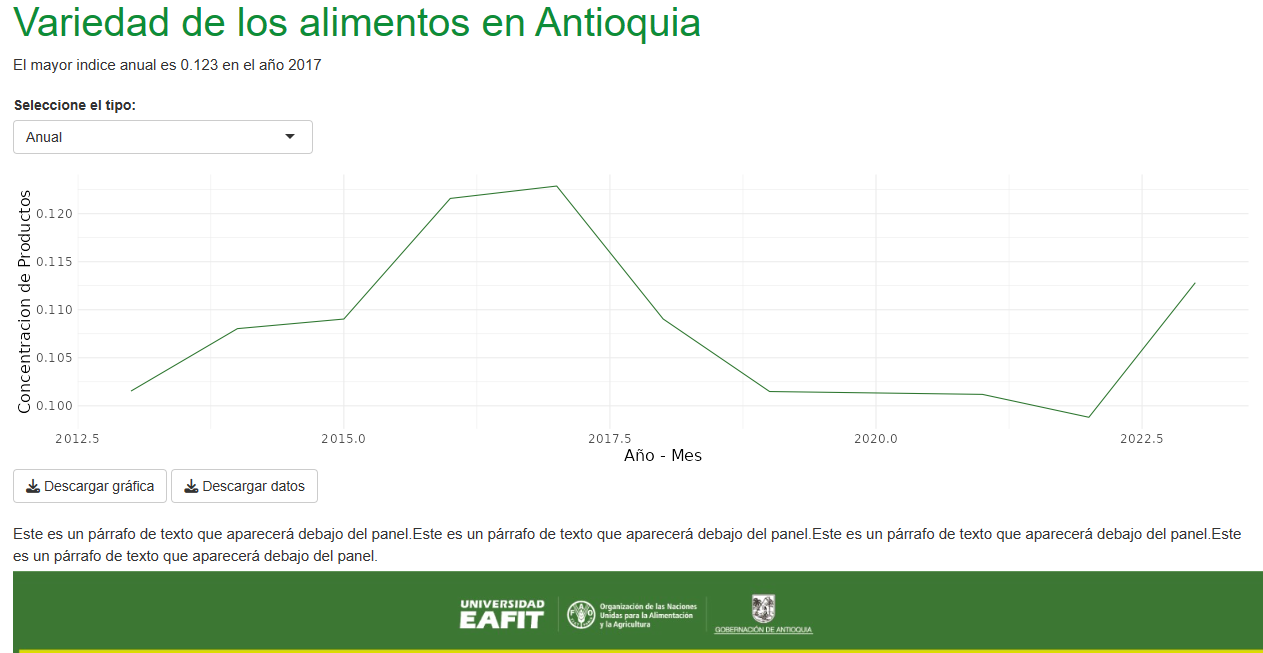 Variedad de los alimentos en Antioquia
El mayor indice anual es 0.123 en el año 2017
Seleccione el tipo:
Anual
Concentracion de Productos
0.120
0.115
0.110
0.105
0.100
2012.5 2015.0 2017.5 2020.0 2022.5
Año - Mes
Descargar gráfica Descargar datos
Este es un párrafo de texto que aparecerá debajo del panel.Este es un párrafo de texto que aparecerá debajo del panel.Este es un párrafo de texto que aparecerá debajo del panel.Este
es un párrafo de texto que aparecerá debajo del panel.
UNIVERSIDAD
EAFIT
FAO
Organización de las Naciones
Unidas para la Alimentación
y la Agricultura
GOBERNACIÓN DE ANTIOQUIA